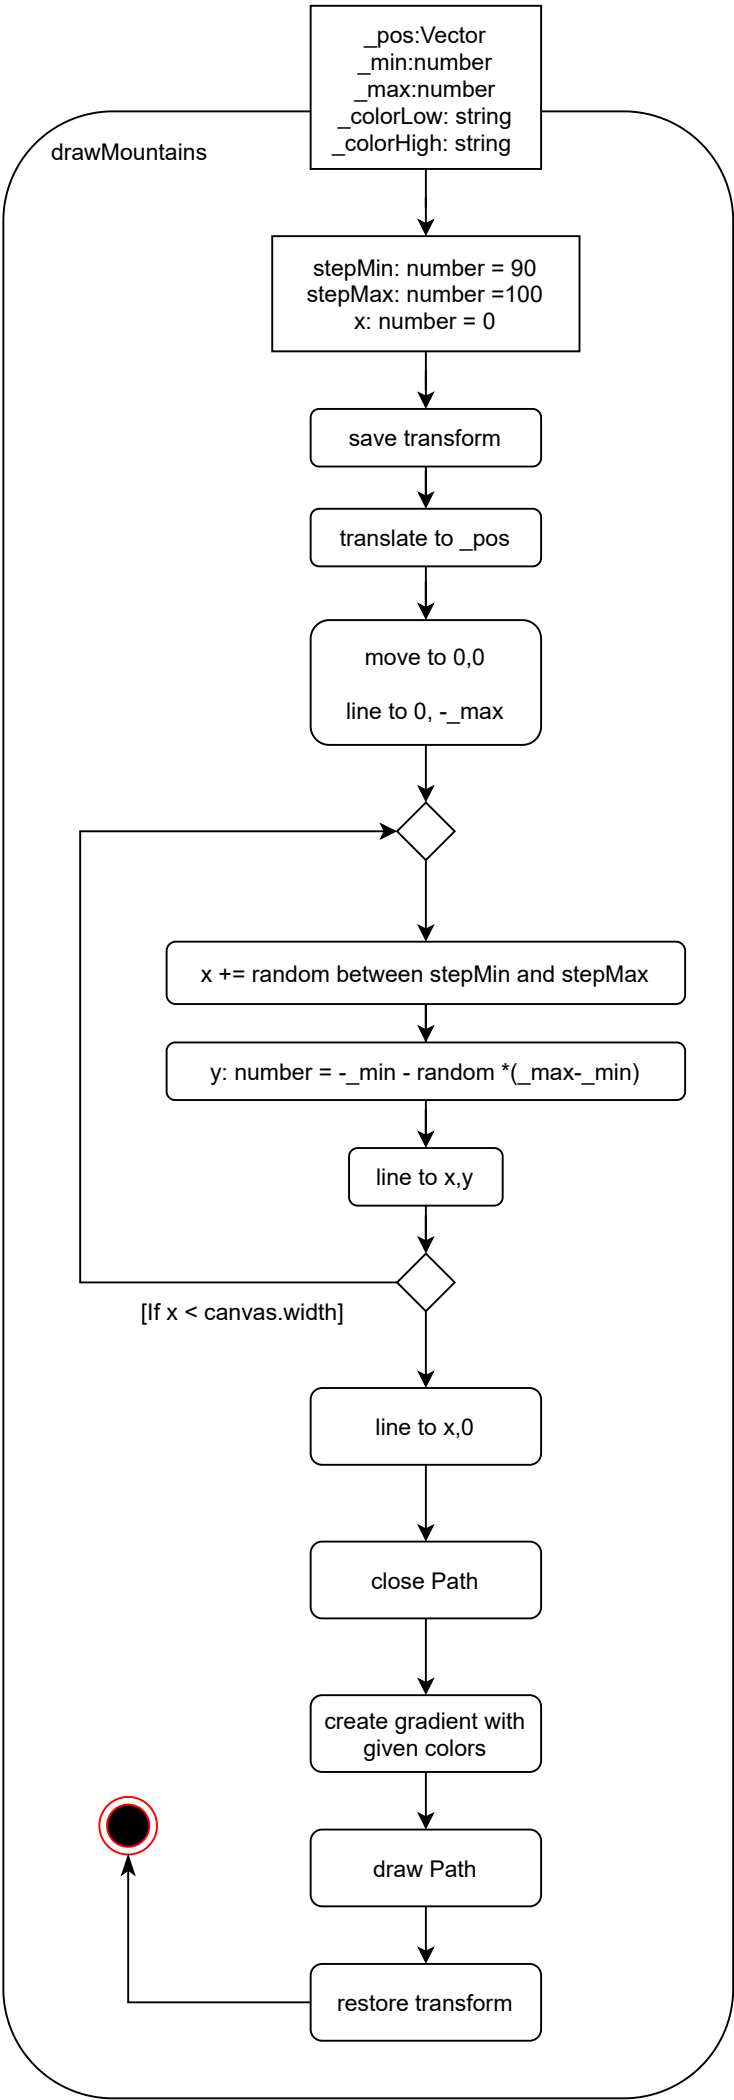 _pos:Vector
_min:number
_max:number
_colorLow: string
_colorHigh: string
drawMountains
stepMin: number = 90
stepMax: number =100
x: number = 0
save transform
translate to _pos
move to 0,0
line to 0, -_max
x += random between stepMin and stepMax
y: number = -_min - random *(_max-_min)
line to x,y
[If x < canvas.width]
line to x,0
close Path
create gradient with
given colors
draw Path
restore transform